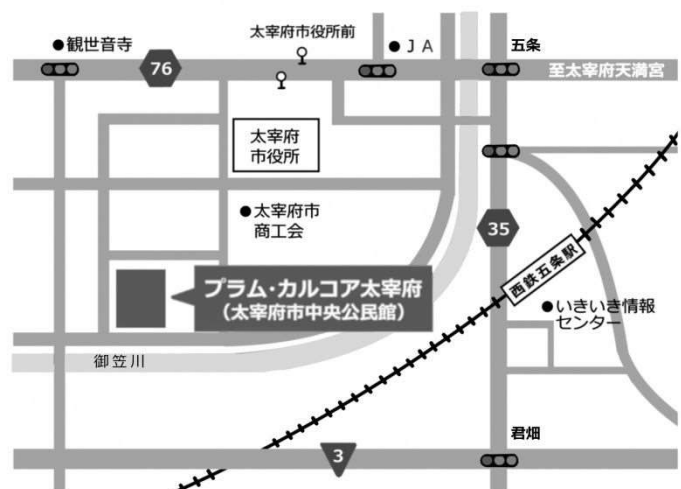 太宰府市役所前
●観世音寺
●JA
五条
76
至太宰府天満宮
太宰府
市役所
●太宰府市
商工会
35
西鉄五条駅
プラム・カルコア太宰府
(太宰府市中央公民館)
●いきいき情報
センター
御笠川
君畑
3